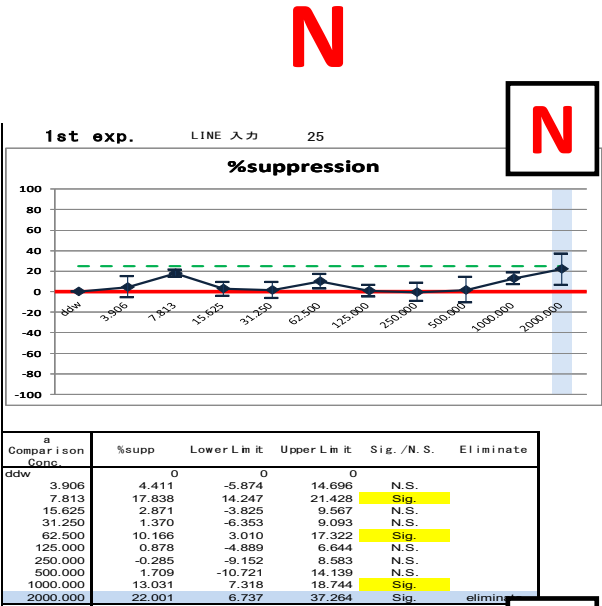 N
N
1st exp. LINE 入力 25
%suppression
100
80
60
40
20
0
-20
-40
-60
-80
-100
ddw 3.906 7.813 15.625 31.250 62.500 125.000 250.000 500.000 1000.000 2000.000
a
Comparison %supp LowerLimit UpperLimit Sig./N.S. Eliminate
Conc.
ddw 0 0 0
3.906 4.411 -5.874 14.696 N.S.
7.813 17.838 14.247 21.428 Sig.
15.625 2.871 -3.825 9.567 N.S.
31.250 1.370 -6.353 9.093 N.S.
62.500 10.166 3.010 17.322 Sig.
125.000 0.878 -4.889 6.644 N.S.
250.000 -0.285 -9.152 8.583 N.S.
500.000 1.709 -10.721 14.139 N.S.
1000.000 13.031 7.318 18.744 Sig.
2000.000 22.001 6.737 37.264 Sig. eliminate